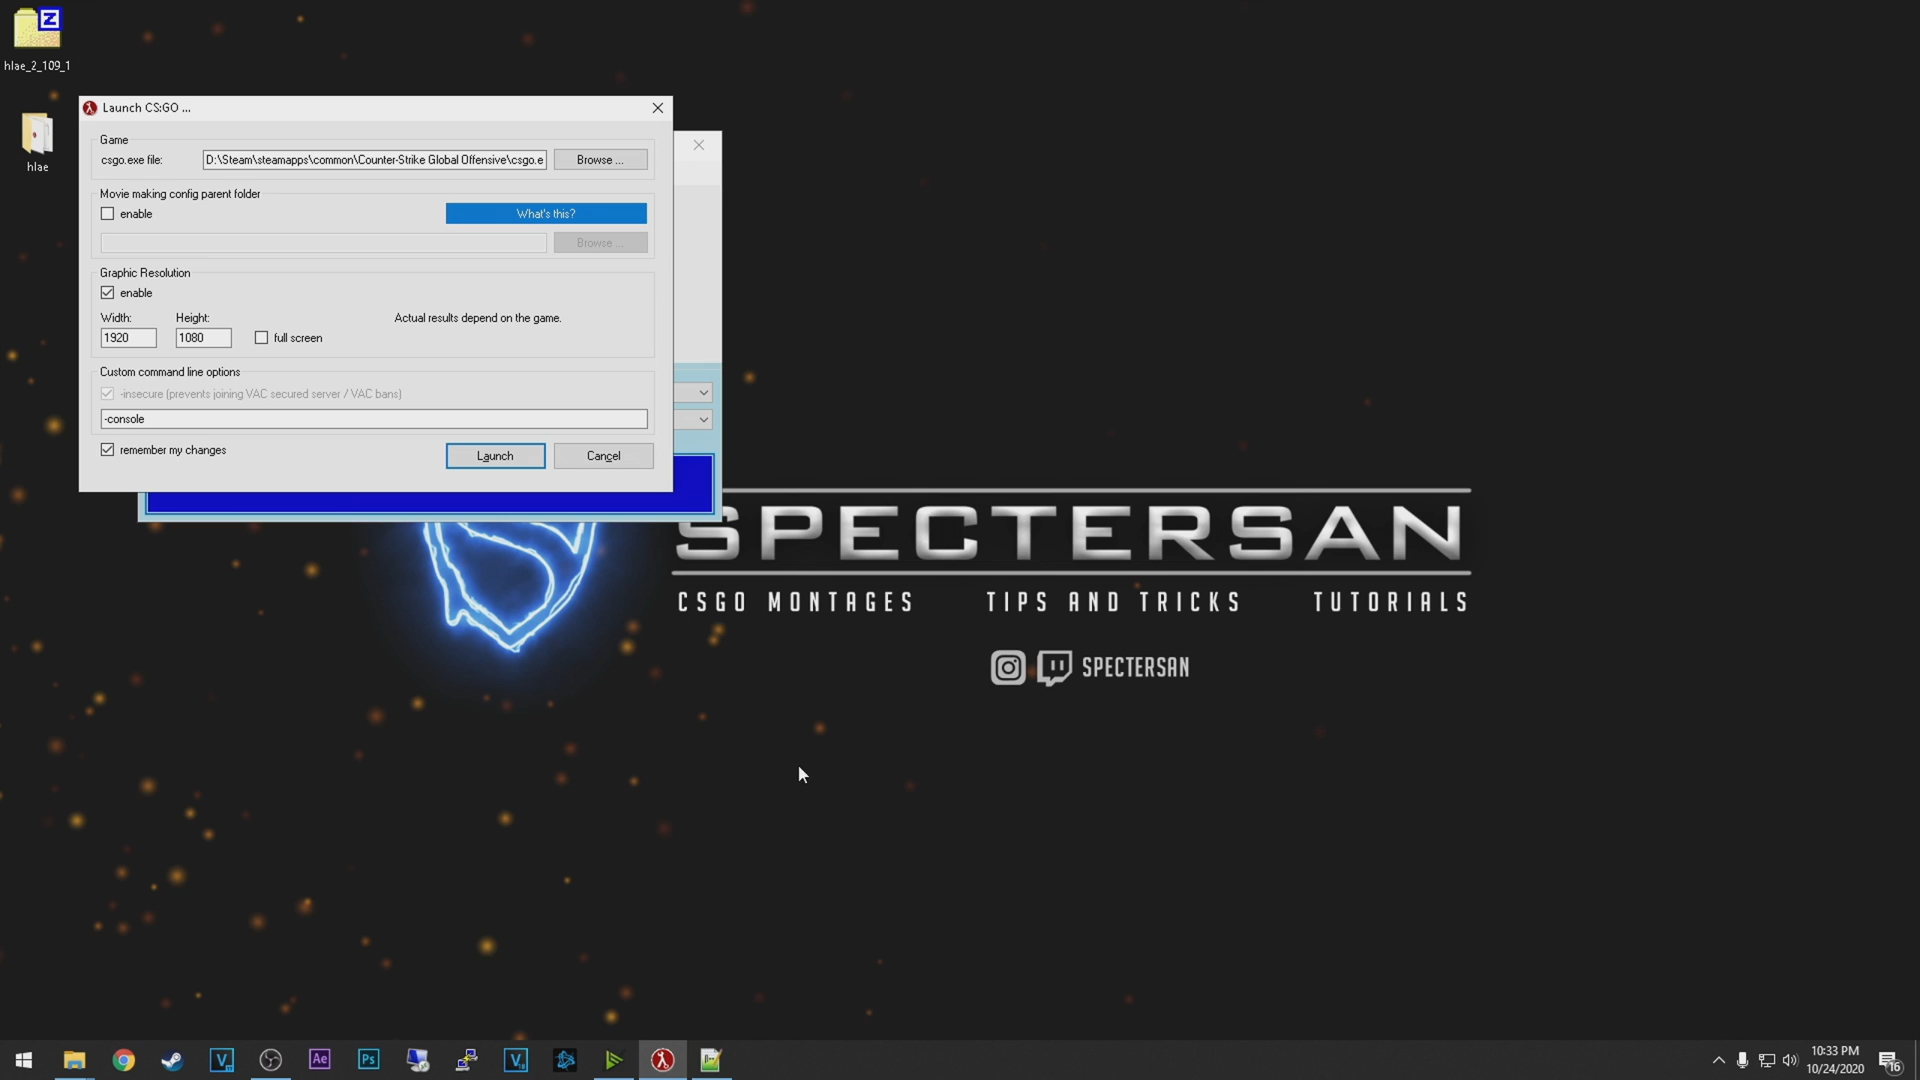 hlae_2_109_1
hlae
Launch CS:GO ...
Game
csgo.exe file:
D:\Steam\steamapps\common\Counter-Strike Global Offensive\csgo.e
Browse ...
Movie making config parent folder
enable
What's this?
Browse ...
Graphic Resolution
enable
Width:
Height:
Actual results depend on the game.
1920
1080
full screen
Custom command line options
-insecure (prevents joining VAC secured server / VAC bans)
-console
remember my changes
Launch
Cancel
SPECTERSAN
CSGO MONTAGES
TIPS AND TRICKS
TUTORIALS
SPECTERSAN
Ae
Ps
10:33 PM
10/24/2020
16